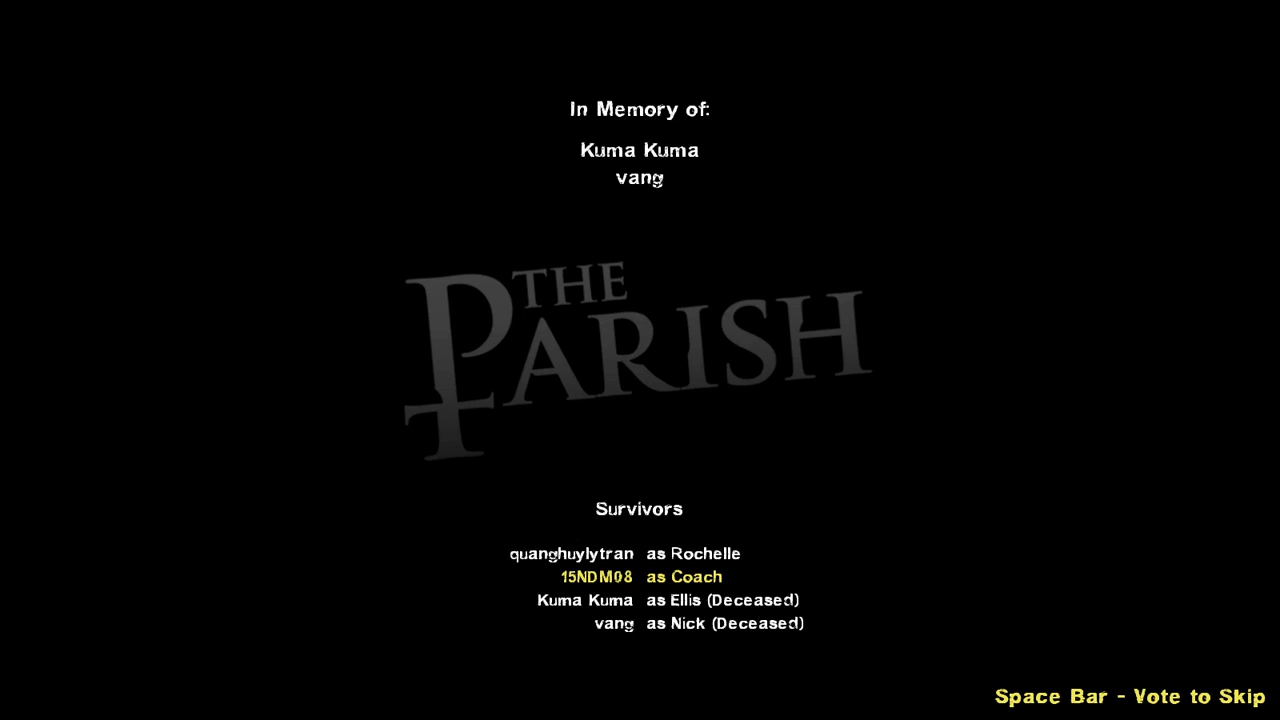 In Memory of:
Kuma Kuma
vang
THE
PARISH
Survivors
quanghuylytran as Rochelle
15NDM08 as Coach
Kuma Kuma as Ellis (Deceased)
vang as Nick (Deceased)
Space Bar - Vote to Skip